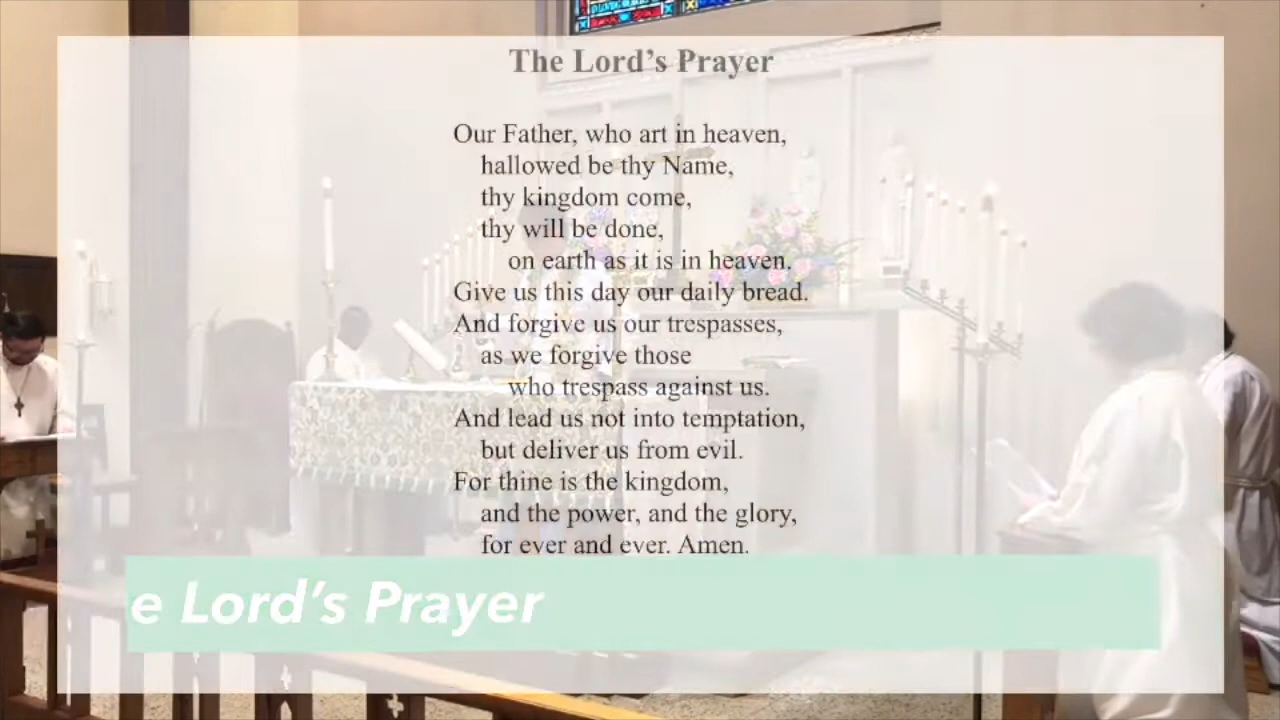 The Lord’s Prayer
Our Father, who art in heaven,
hallowed be thy Name,
thy kingdom come,
thy will be done,
on earth as it is in heaven.
Give us this day our daily bread.
And forgive us our trespasses,
as we forgive those
who trespass against us.
And lead us not into temptation,
but deliver us from evil.
For thine is the kingdom,
and the power, and the glory,
for ever and ever. Amen.
e Lord’s Prayer